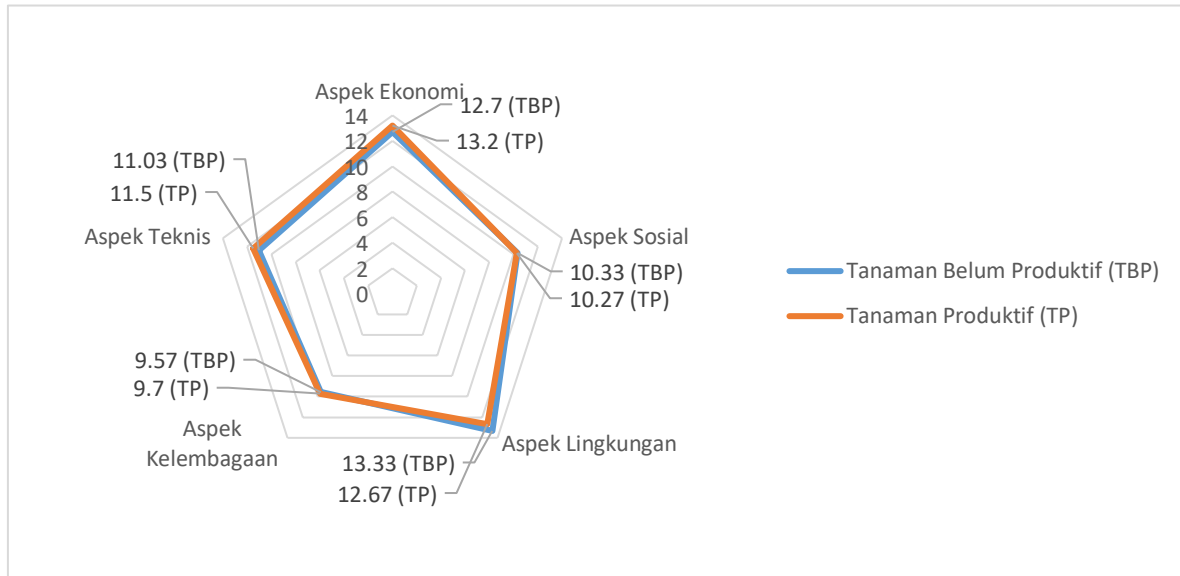 Aspek Ekonomi
14
12
10
8
6
4
2
0
12.7 (TBP)
13.2 (TP)
Aspek Sosial
10.33 (TBP)
10.27 (TP)
Aspek Lingkungan
13.33 (TBP)
12.67 (TP)
Aspek
Kelembagaan
9.57 (TBP)
9.7 (TP)
Aspek Teknis
11.03 (TBP)
11.5 (TP)
Tanaman Belum Produktif (TBP)
Tanaman Produktif (TP)